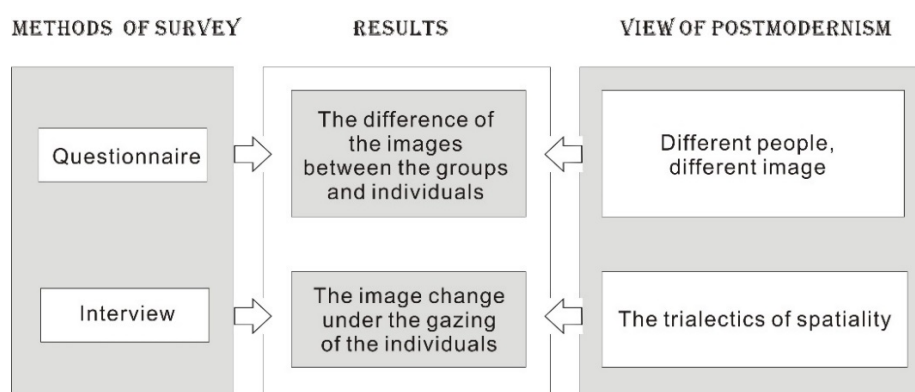 METHODS OF SURVEY
RESULTS
VIEW OF POSTMODERNISM
Questionnaire
The difference of
the images
between the groups
and individuals
Different people,
different image
Interview
The image change
under the gazing
of the individuals
The trialectics of spatiality